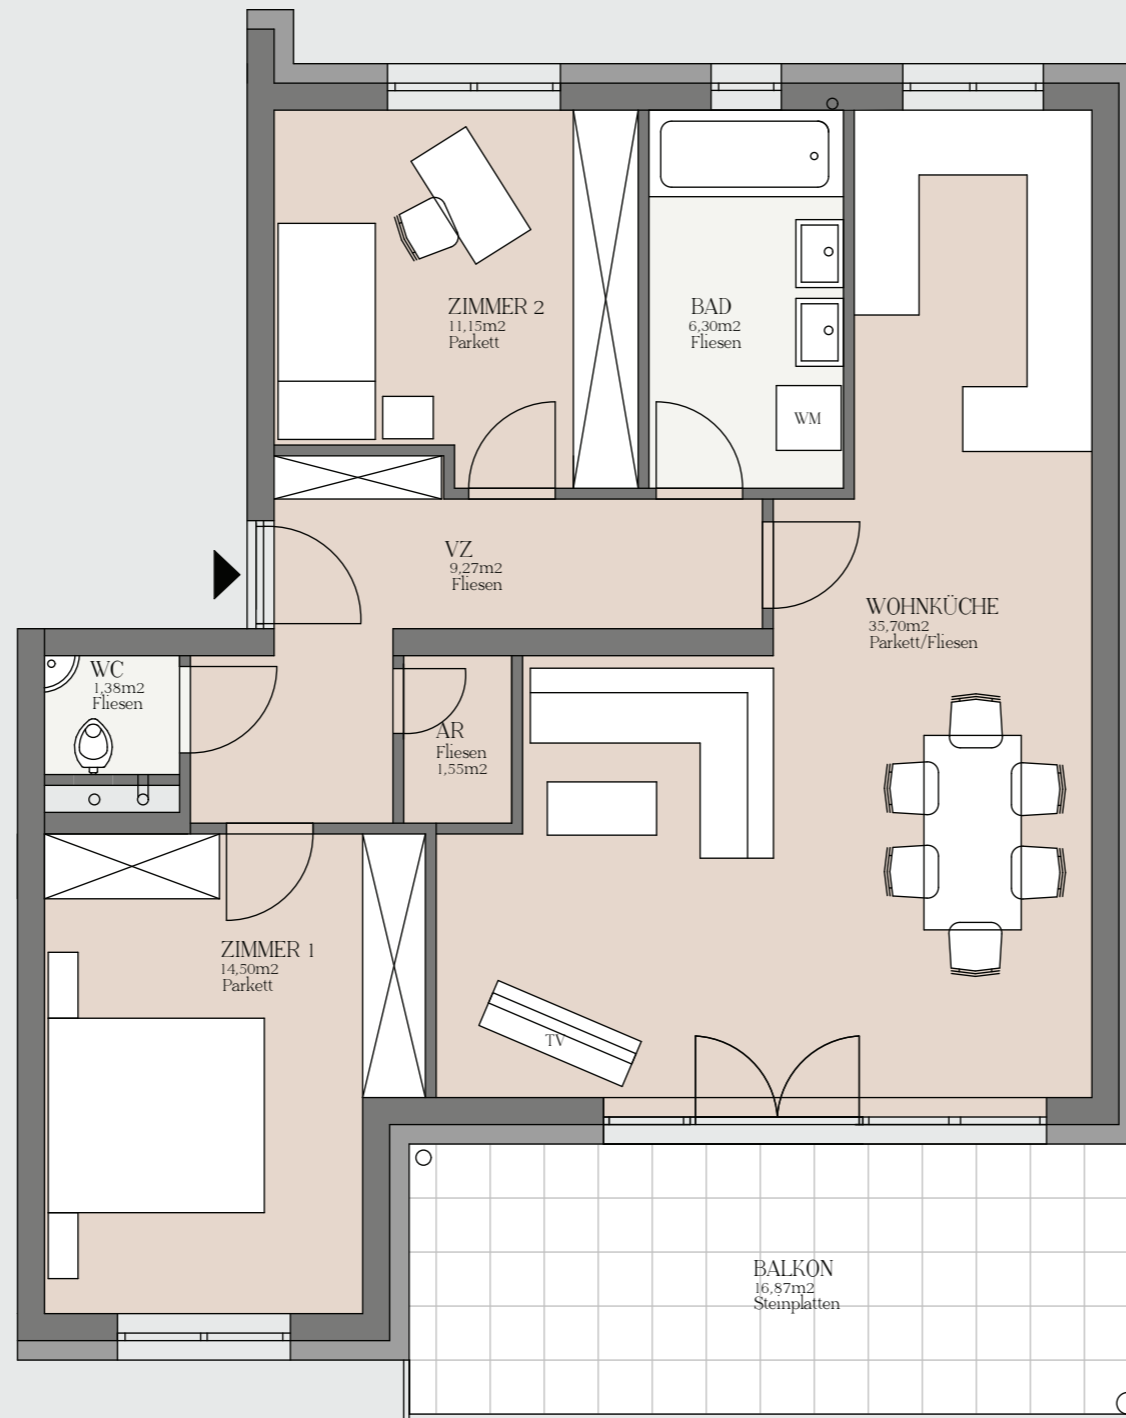 ZIMMER 2
11,15m2
Parkett
BAD
6,30m2
Fliesen
WM
VZ
9,27m2
Fliesen
WOHNKÜCHE
35,70m2
Parkett/Fliesen
WC
1,38m2
Fliesen
AR
Fliesen
1,55m2
ZIMMER 1
14,50m2
Parkett
TV
BALKON
16,87m2
Steinplatten